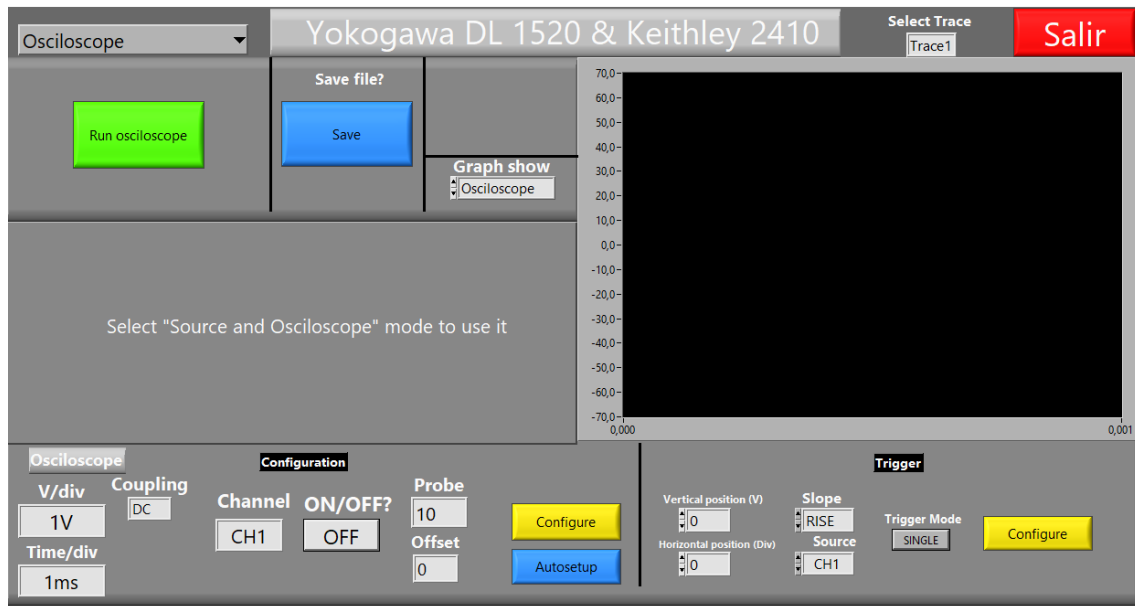 Osciloscope
Yokogawa DL 1520 & Keithley 2410
Select Trace
Trace1
Salir
Run osciloscope
Save file?
Save
Graph show
Osciloscope
70,0
60,0
50,0
40,0
30,0
20,0
10,0
0,0
-10,0
-20,0
-30,0
-40,0
-50,0
-60,0
-70,0
0,000
0,001
Select "Source and Osciloscope" mode to use it
Osciloscope
Configuration
V/div
1V
Time/div
1ms
Coupling
DC
Channel
CH1
ON/OFF?
OFF
Probe
10
Offset
0
Configure
Autosetup
Trigger
Vertical position (V)
0
Horizontal position (Div)
0
Slope
RISE
Source
CH1
Trigger Mode
SINGLE
Configure